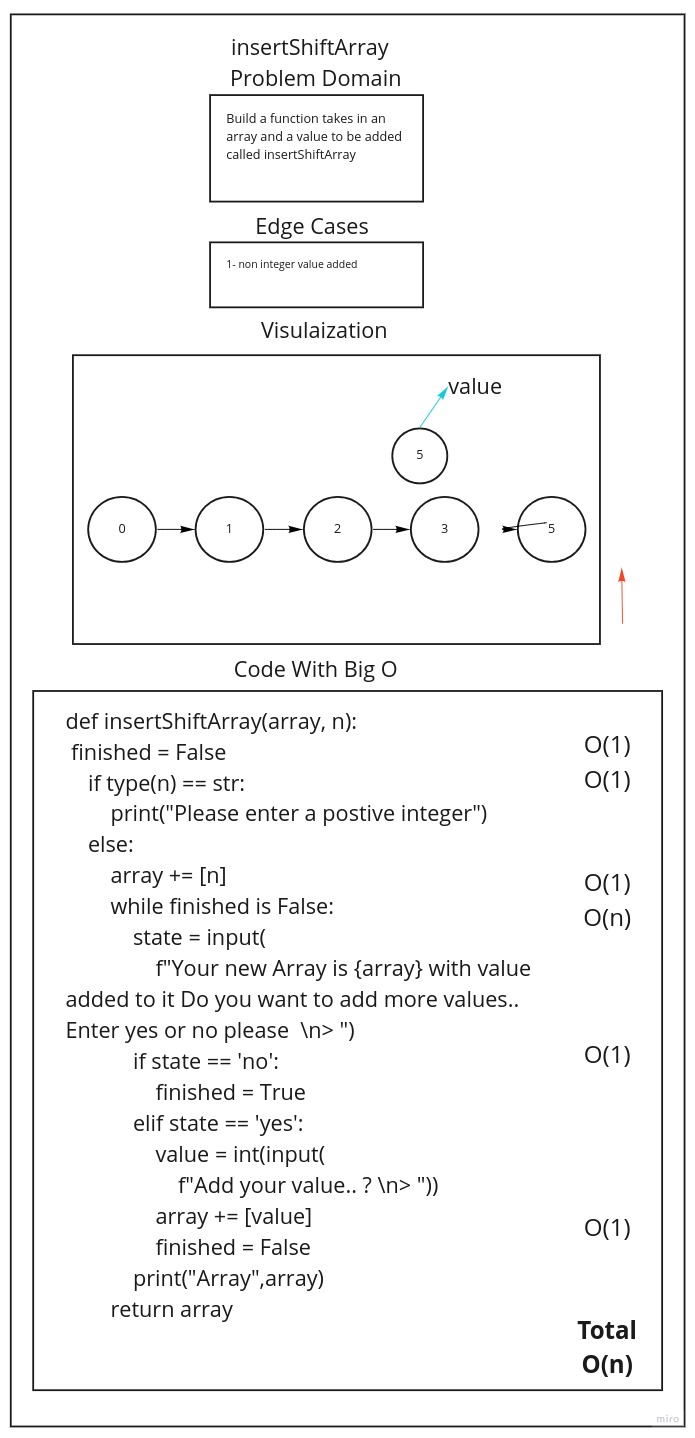 insertShiftArray
Problem Domain
Build a function takes in an
array and a value to be added
called insertShiftArray
Edge Cases
1- non integer value added
Visulaization
value
5
0
1
2
3
5
Code With Big O
def insertShiftArray(array, n):
finished = False
O(1)
if type(n) == str:
O(1)
print("Please enter a postive integer")
else:
array += [n]
O(1)
while finished is False:
O(n)
state = input(
f"Your new Array is {array} with value
added to it Do you want to add more values..
Enter yes or no please  \n> ")
if state == 'no':
O(1)
finished = True
elif state == 'yes':
value = int(input(
f"Add your value.. ? \n> "))
array += [value]
O(1)
finished = False
print("Array",array)
return array
Total
O(n)
miro